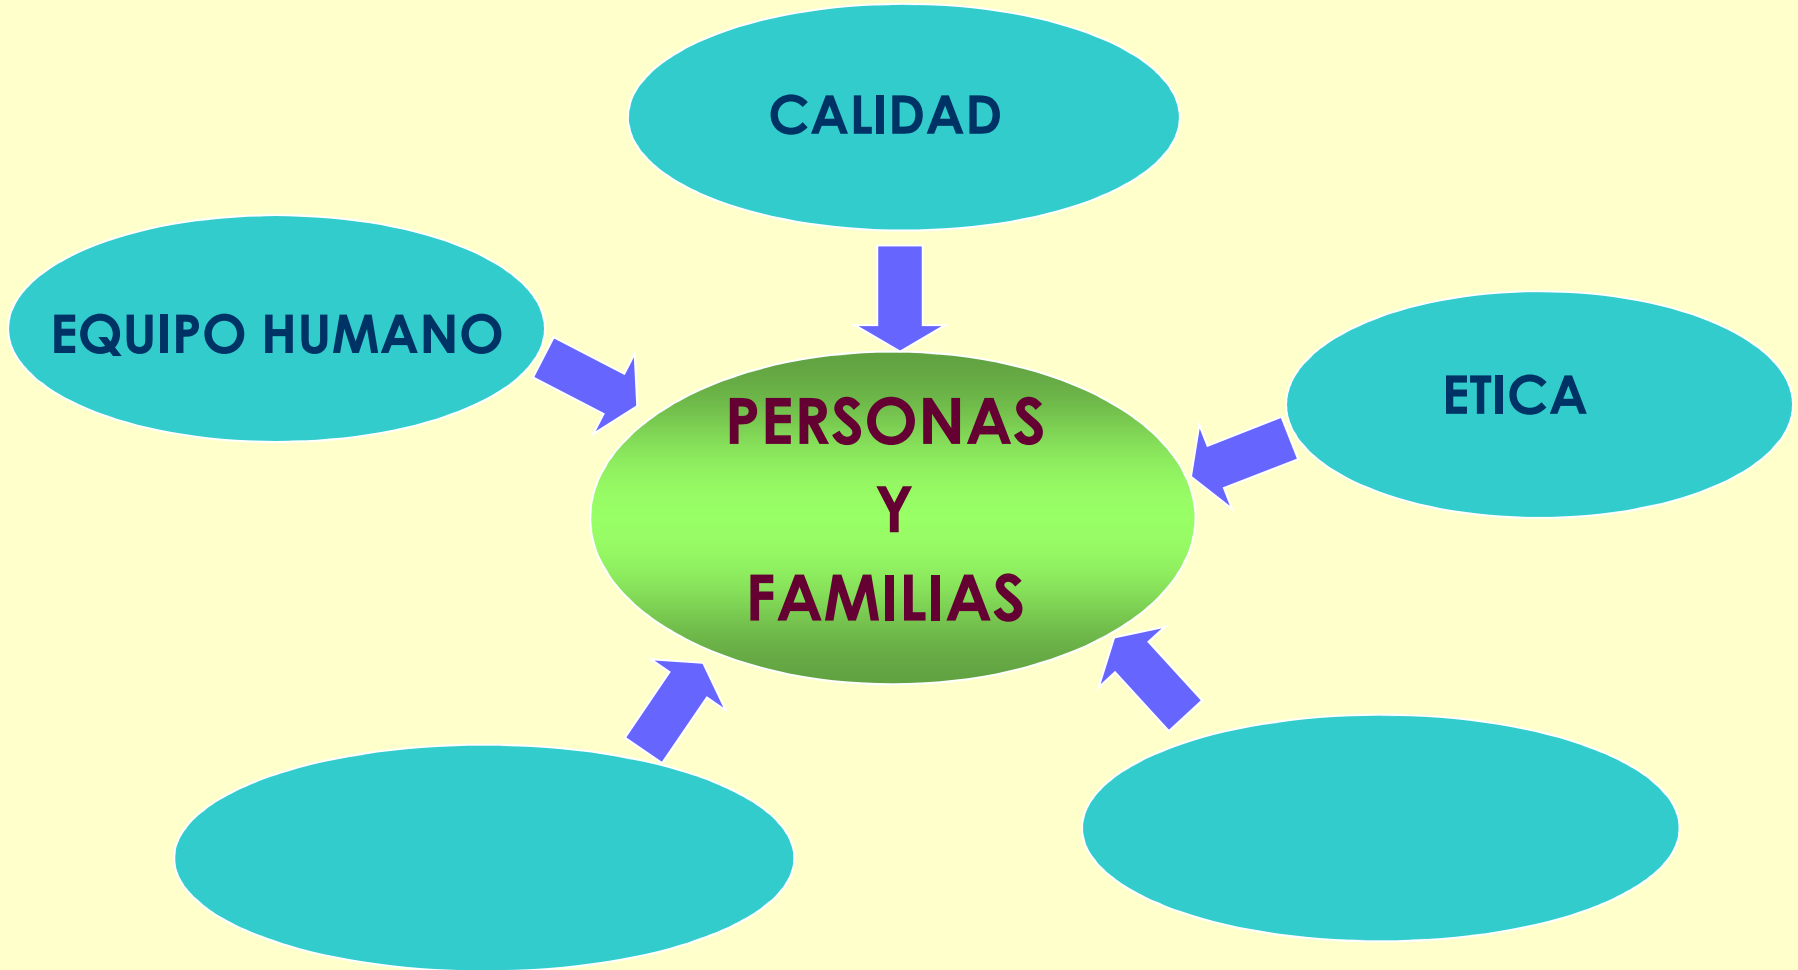 CALIDAD
EQUIPO HUMANO
ETICA
PERSONAS
Y
FAMILIAS